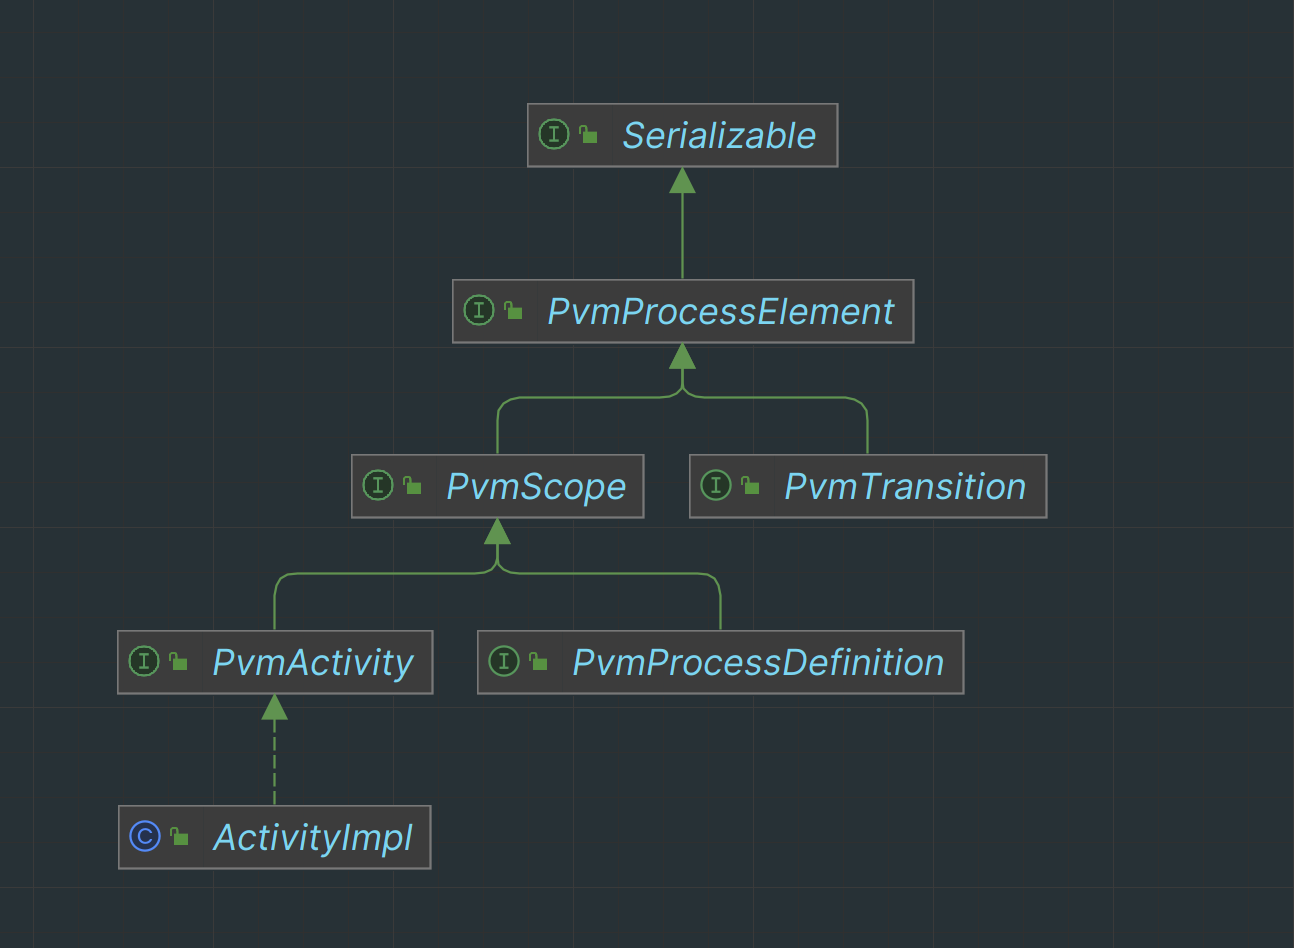 Serializable
PvmProcessElement
PvmScope
PvmTransition
PvmActivity
PvmProcessDefinition
ActivityImpl